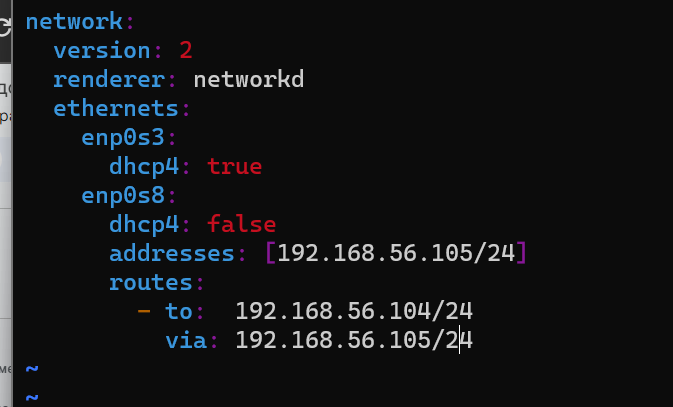 network:
  version: 2
  renderer: networkd
  ethernets:
    enp0s3:
      dhcp4: true
    enp0s8:
      dhcp4: false
      addresses: [192.168.56.105/24]
      routes:
        - to:  192.168.56.104/24
          via: 192.168.56.105/24
~
~